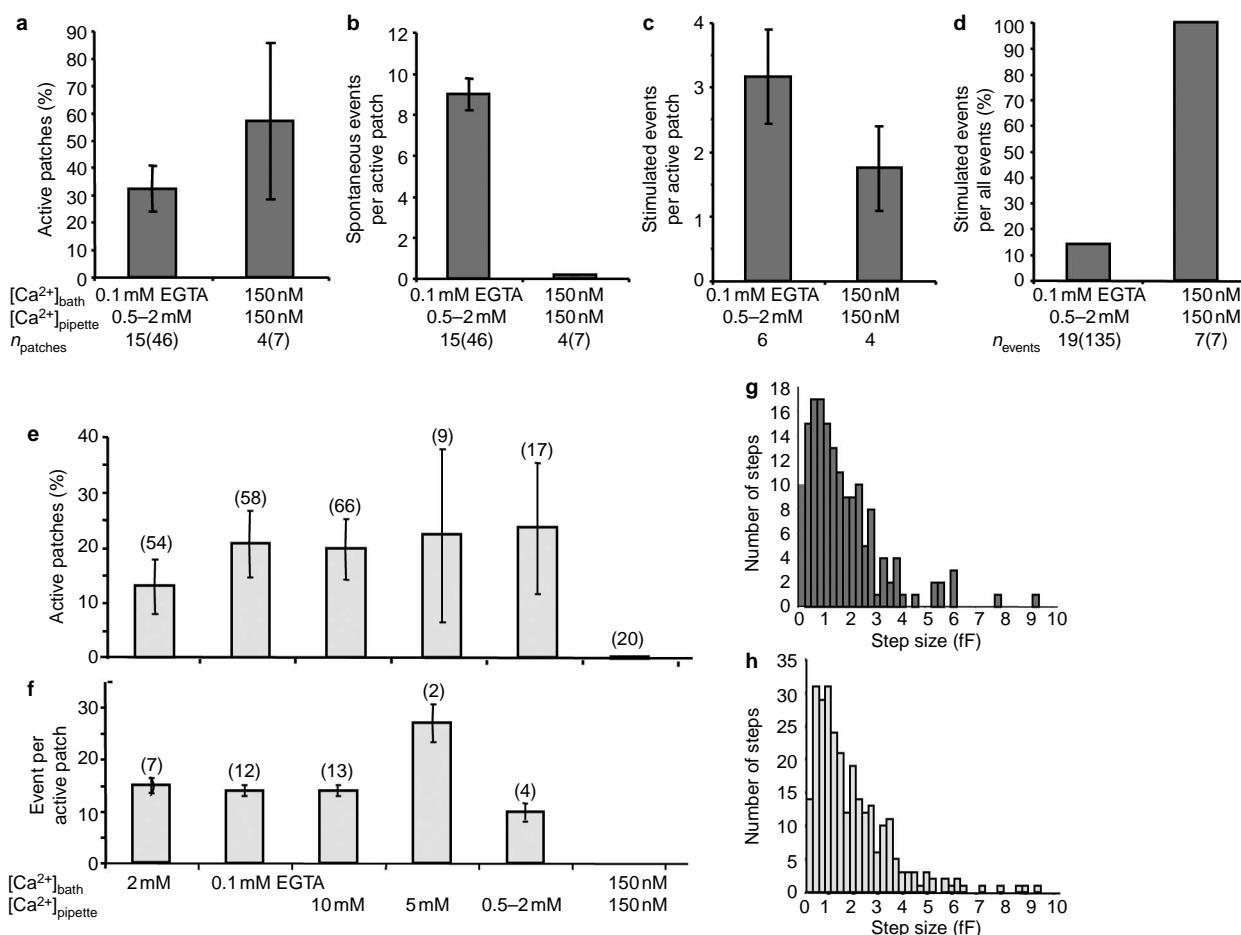 a
Active patches (%)
90
80
70
60
50
40
30
20
10
0
b
Spontaneous events
per active patch
12
10
8
6
4
2
0
c
Stimulated events
per active patch
4
3
2
1
0
d
Stimulated events
per all events (%)
100
90
80
70
60
50
40
30
20
10
0
[Ca²⁺]bath 0.1 mM EGTA 150 nM 0.1 mM EGTA 150 nM 0.1 mM EGTA 150 nM 0.1 mM EGTA 150 nM
[Ca²⁺]pipette 0.5–2 mM 150 nM 0.5–2 mM 150 nM 0.5–2 mM 150 nM 0.5–2 mM 150 nM
npatches 15(46) 4(7) 15(46) 4(7) 6 4 nevents 19(135) 7(7)
e
Active patches (%)
40
30
20
10
0
(54) (58) (66) (9) (17) (20)
f
Event per
active patch
30
20
10
0
(7) (12) (13) (2) (4)
[Ca²⁺]bath 2 mM 0.1 mM EGTA 150 nM
[Ca²⁺]pipette 10 mM 5 mM 0.5–2 mM 150 nM
g
Number of steps
18
16
14
12
10
8
6
4
2
0
0 1 2 3 4 5 6 7 8 9 10
Step size (fF)
h
Number of steps
35
30
25
20
15
10
5
0
0 1 2 3 4 5 6 7 8 9 10
Step size (fF)